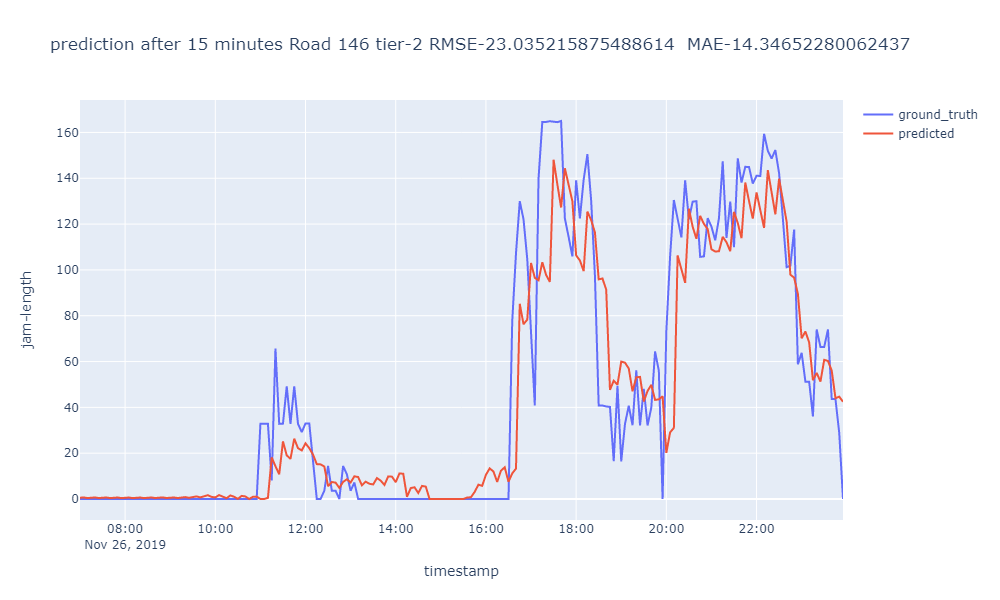 prediction after 15 minutes Road 146 tier-2 RMSE-23.035215875488614  MAE-14.34652280062437
ground_truth
predicted
jam-length
160
140
120
100
80
60
40
20
0
08:00 10:00 12:00 14:00 16:00 18:00 20:00 22:00
Nov 26, 2019
timestamp